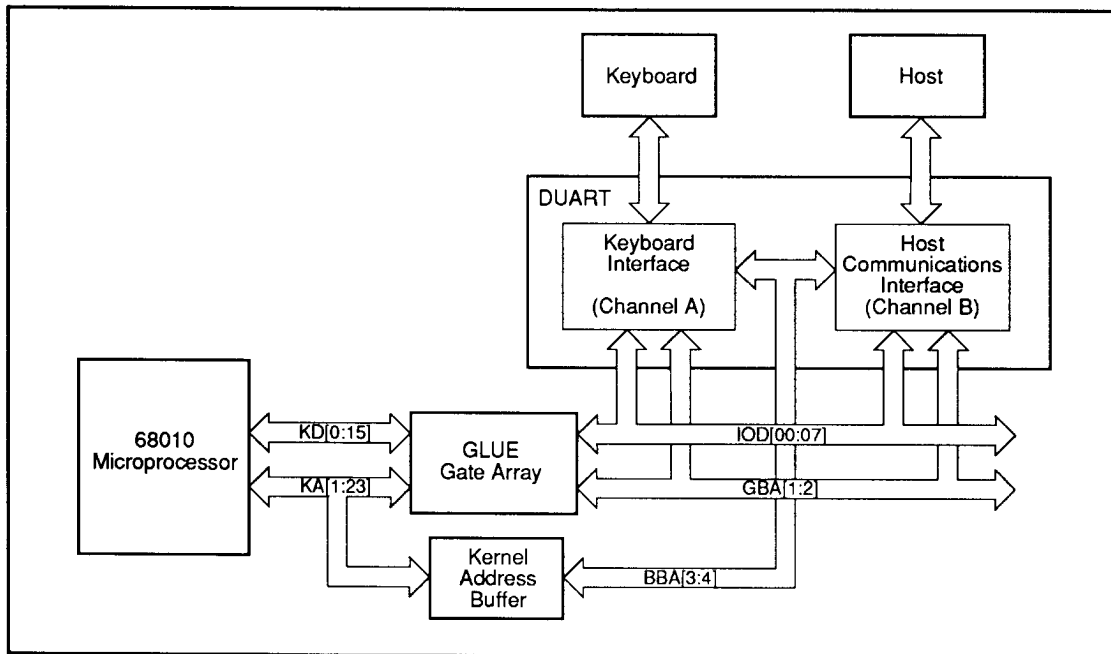 Keyboard
Host
DUART
Keyboard
Interface
(Channel A)
Host
Communications
Interface
(Channel B)
68010
Microprocessor
KD[0:15]
KA[1:23]
GLUE
Gate Array
IOD[00:07]
GBA[1:2]
Kernel
Address
Buffer
BBA[3:4]